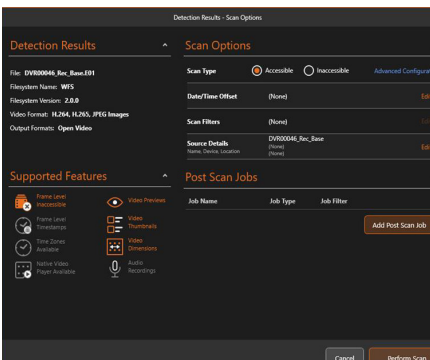 Detection Results - Scan Options
Detection Results
File: DVR00046_Rec_Base.E01
Filesystem Name: WFS
Filesystem Version: 2.0.0
Video Format: H.264, H.265, JPEG Images
Output Formats: Open Video
Supported Features
Frame Level
Inaccessible
Video Previews
Frame Level
Timestamps
Video
Thumbnails
Time Zones
Available
Video
Dimensions
Native Video
Player Available
Audio
Recordings
Scan Options
Scan Type
Accessible
Inaccessible
Advanced Configurat
Date/Time Offset
(None)
Edi
Scan Filters
(None)
Edi
Source Details
Name, Device, Location
DVR00046_Rec_Base
(None)
(None)
Edi
Post Scan Jobs
Job Name
Job Type
Job Filter
Add Post Scan Job
Cancel
Perform Scan